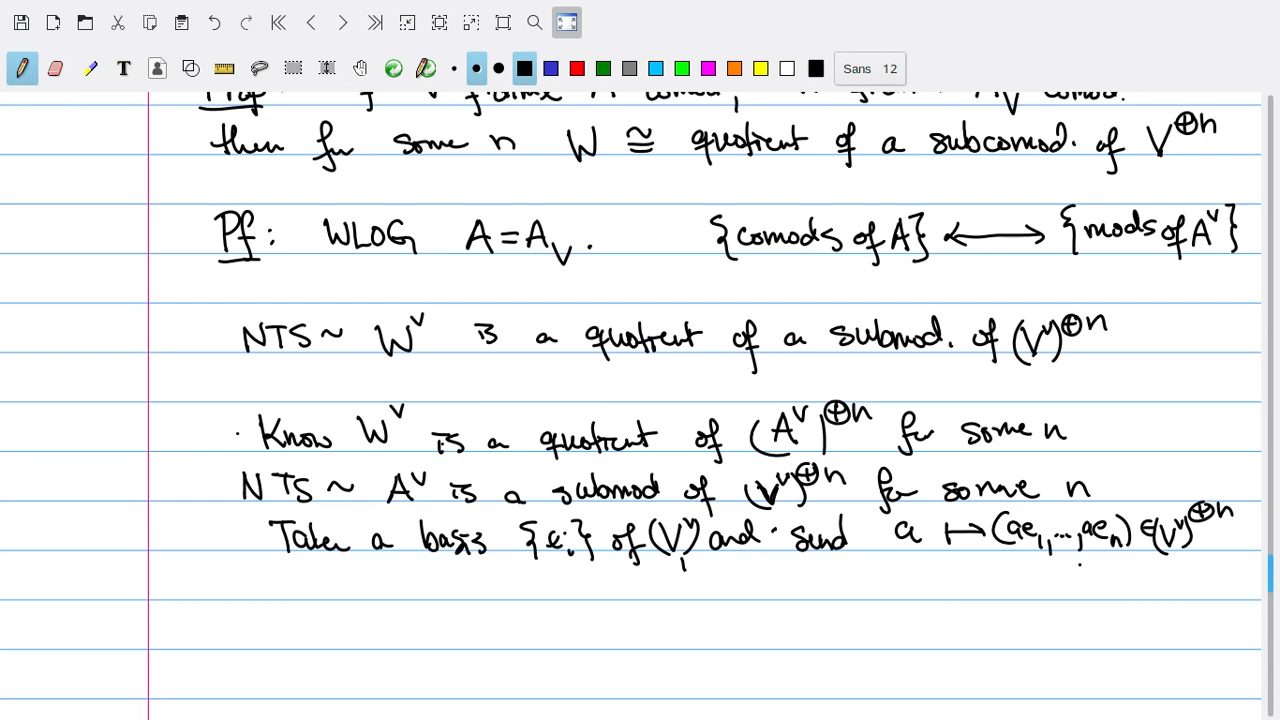 Sans 12
Prop
then for some n W ≅ quotient of a subcomod. of V^{⊕n}
Pf: WLOG A = A_V. {comods of A} ⟷ {mods of A^∨}
NTS ~ W^∨ is a quotient of a submod. of (V^∨)^{⊕n}
· Know W^∨ is a quotient of (A^∨)^{⊕n} for some n
NTS ~ A^∨ is a submod of (V^∨)^{⊕n} for some n
Take a basis {e_i} of (V^∨) and send a ↦ (ae_1, ..., ae_n) ∈ (V^∨)^{⊕n}